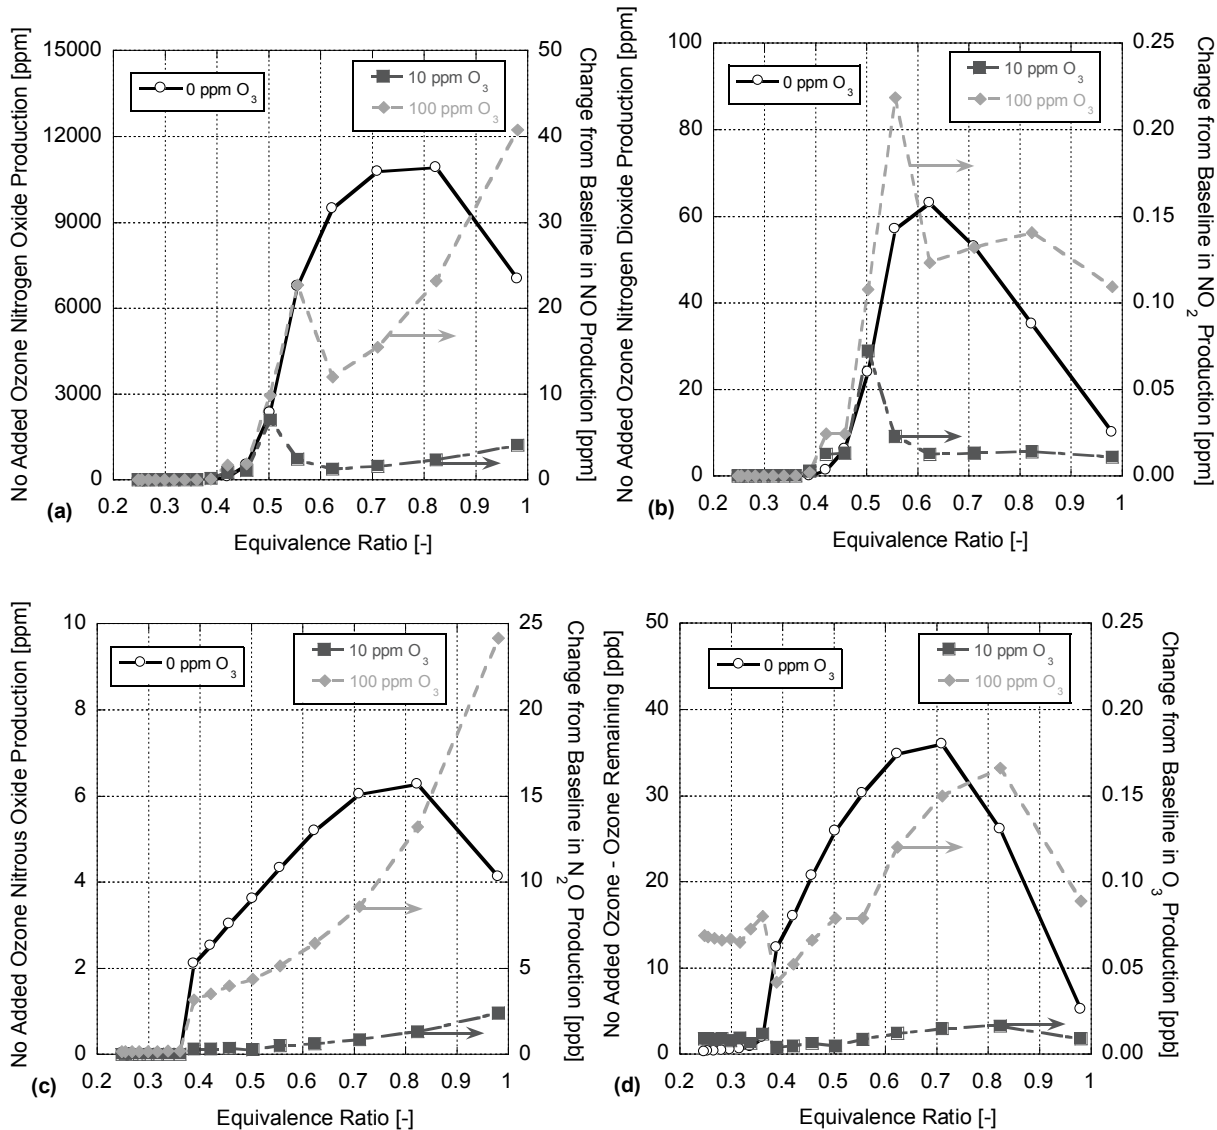 No Added Ozone Nitrogen Oxide Production [ppm]
15000
12000
9000
6000
3000
0
0 ppm O3
10 ppm O3
100 ppm O3
50
40
30
20
10
0
Change from Baseline in NO Production [ppm]
0.2 0.3 0.4 0.5 0.6 0.7 0.8 0.9 1
(a)
Equivalence Ratio [-]
No Added Ozone Nitrogen Dioxide Production [ppm]
100
80
60
40
20
0
0 ppm O3
10 ppm O3
100 ppm O3
0.25
0.20
0.15
0.10
0.05
0.00
Change from Baseline in NO2 Production [ppm]
0.2 0.3 0.4 0.5 0.6 0.7 0.8 0.9 1
(b)
Equivalence Ratio [-]
No Added Ozone Nitrous Oxide Production [ppm]
10
8
6
4
2
0
0 ppm O3
10 ppm O3
100 ppm O3
25
20
15
10
5
0
Change from Baseline in N2O Production [ppb]
0.2 0.3 0.4 0.5 0.6 0.7 0.8 0.9 1
(c)
Equivalence Ratio [-]
No Added Ozone - Ozone Remaining [ppb]
50
40
30
20
10
0
0 ppm O3
10 ppm O3
100 ppm O3
0.25
0.20
0.15
0.10
0.05
0.00
Change from Baseline in O3 Production [ppb]
0.2 0.3 0.4 0.5 0.6 0.7 0.8 0.9 1
(d)
Equivalence Ratio [-]